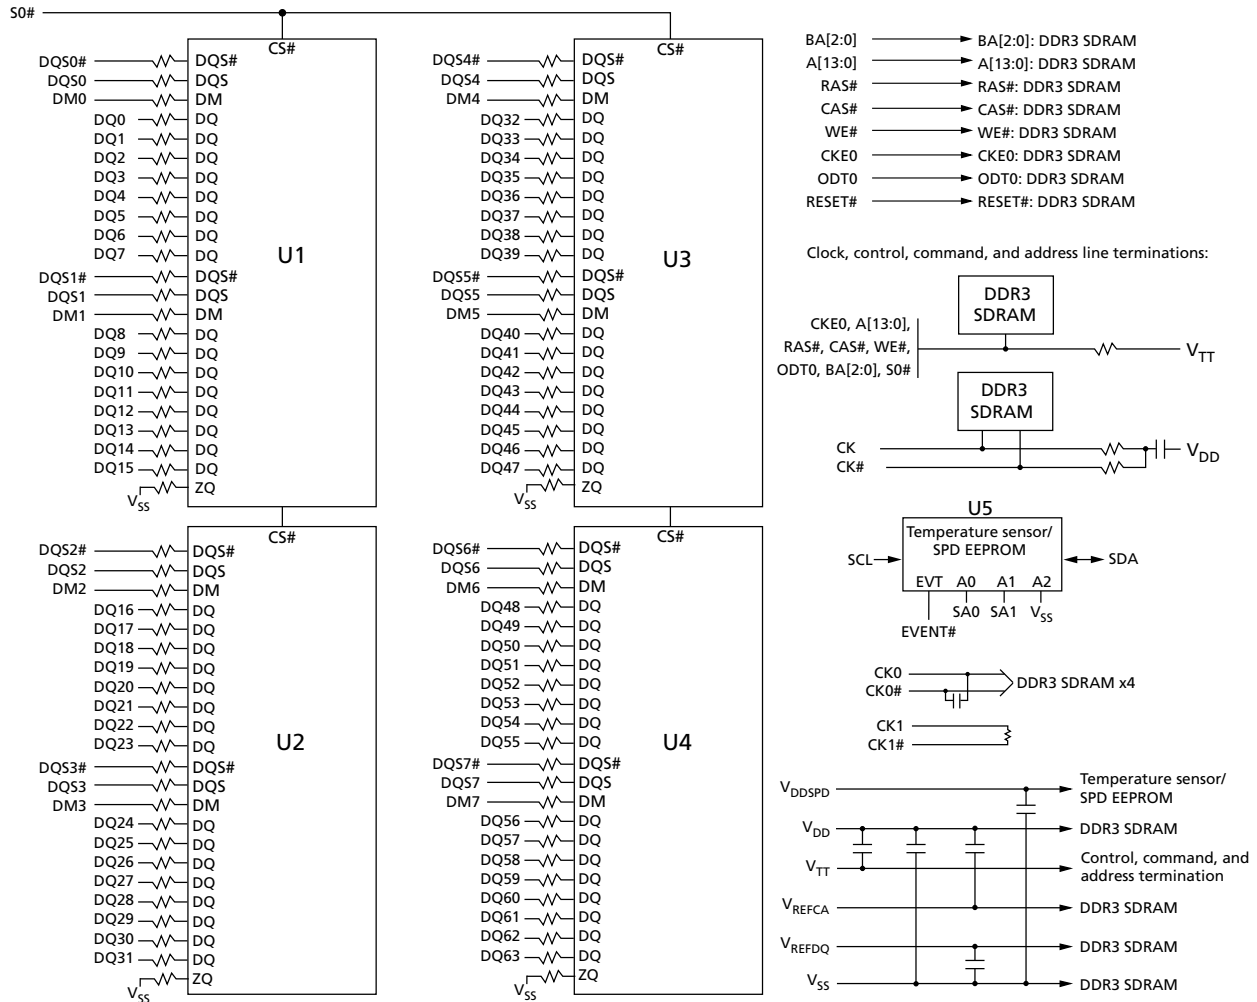 S0#
CS#
DQS0# DQS#
DQS0 DQS
DM0 DM
DQ0 DQ
DQ1 DQ
DQ2 DQ
DQ3 DQ
DQ4 DQ
DQ5 DQ
DQ6 DQ
DQ7 DQ
U1
DQS1# DQS#
DQS1 DQS
DM1 DM
DQ8 DQ
DQ9 DQ
DQ10 DQ
DQ11 DQ
DQ12 DQ
DQ13 DQ
DQ14 DQ
DQ15 DQ
VSS ZQ
CS#
DQS2# DQS#
DQS2 DQS
DM2 DM
DQ16 DQ
DQ17 DQ
DQ18 DQ
DQ19 DQ
DQ20 DQ
DQ21 DQ
DQ22 DQ
DQ23 DQ
U2
DQS3# DQS#
DQS3 DQS
DM3 DM
DQ24 DQ
DQ25 DQ
DQ26 DQ
DQ27 DQ
DQ28 DQ
DQ29 DQ
DQ30 DQ
DQ31 DQ
VSS ZQ
CS#
DQS4# DQS#
DQS4 DQS
DM4 DM
DQ32 DQ
DQ33 DQ
DQ34 DQ
DQ35 DQ
DQ36 DQ
DQ37 DQ
DQ38 DQ
DQ39 DQ
U3
DQS5# DQS#
DQS5 DQS
DM5 DM
DQ40 DQ
DQ41 DQ
DQ42 DQ
DQ43 DQ
DQ44 DQ
DQ45 DQ
DQ46 DQ
DQ47 DQ
VSS ZQ
CS#
DQS6# DQS#
DQS6 DQS
DM6 DM
DQ48 DQ
DQ49 DQ
DQ50 DQ
DQ51 DQ
DQ52 DQ
DQ53 DQ
DQ54 DQ
DQ55 DQ
U4
DQS7# DQS#
DQS7 DQS
DM7 DM
DQ56 DQ
DQ57 DQ
DQ58 DQ
DQ59 DQ
DQ60 DQ
DQ61 DQ
DQ62 DQ
DQ63 DQ
VSS ZQ
BA[2:0] BA[2:0]: DDR3 SDRAM
A[13:0] A[13:0]: DDR3 SDRAM
RAS# RAS#: DDR3 SDRAM
CAS# CAS#: DDR3 SDRAM
WE# WE#: DDR3 SDRAM
CKE0 CKE0: DDR3 SDRAM
ODT0 ODT0: DDR3 SDRAM
RESET# RESET#: DDR3 SDRAM
Clock, control, command, and address line terminations:
DDR3
SDRAM
CKE0, A[13:0],
RAS#, CAS#, WE#,
ODT0, BA[2:0], S0#
VTT
DDR3
SDRAM
CK
CK#
VDD
U5
Temperature sensor/
SPD EEPROM
SCL SDA
EVT A0 A1 A2
SA0 SA1 VSS
EVENT#
CK0
CK0#
DDR3 SDRAM x4
CK1
CK1#
VDDSPD Temperature sensor/
SPD EEPROM
VDD DDR3 SDRAM
VTT Control, command, and
address termination
VREFCA DDR3 SDRAM
VREFDQ DDR3 SDRAM
VSS DDR3 SDRAM